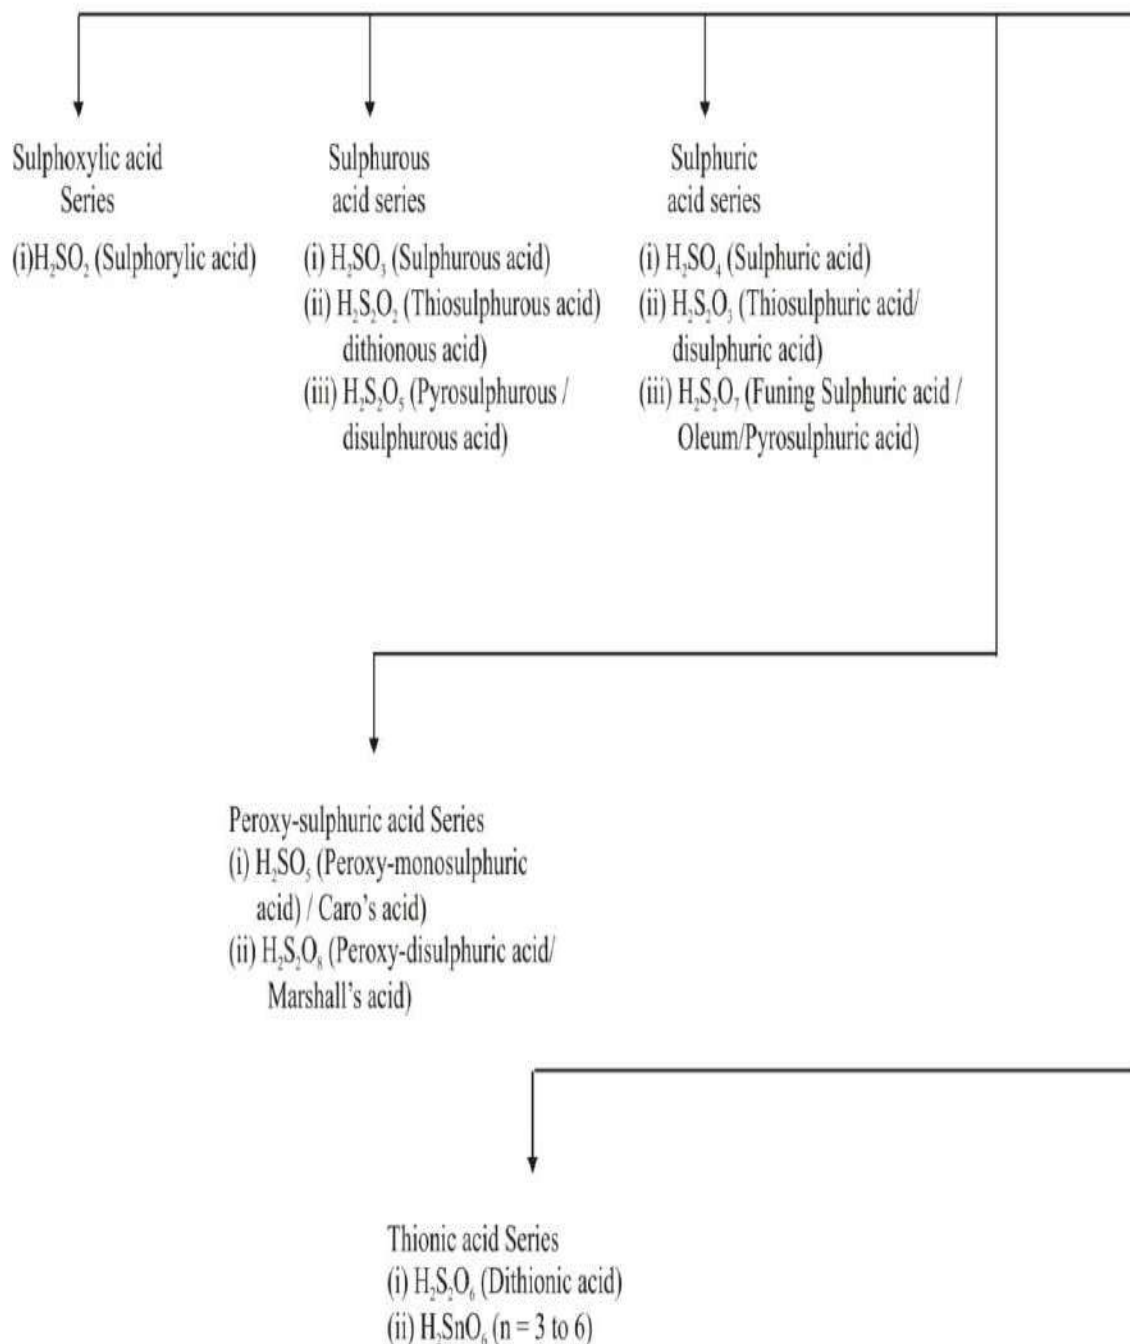 Sulphoxylic acid
Series
(i)H₂SO₂ (Sulphorylic acid)
Sulphurous
acid series
(i) H₂SO₃ (Sulphurous acid)
(ii) H₂S₂O₂ (Thiosulphurous acid)
dithionous acid)
(iii) H₂S₂O₅ (Pyrosulphurous /
disulphurous acid)
Sulphuric
acid series
(i) H₂SO₄ (Sulphuric acid)
(ii) H₂S₂O₃ (Thiosulphuric acid/
disulphuric acid)
(iii) H₂S₂O₇ (Funing Sulphuric acid /
Oleum/Pyrosulphuric acid)
Peroxy-sulphuric acid Series
(i) H₂SO₅ (Peroxy-monosulphuric
acid) / Caro's acid)
(ii) H₂S₂O₈ (Peroxy-disulphuric acid/
Marshall's acid)
Thionic acid Series
(i) H₂S₂O₆ (Dithionic acid)
(ii) H₂SnO₆ (n = 3 to 6)